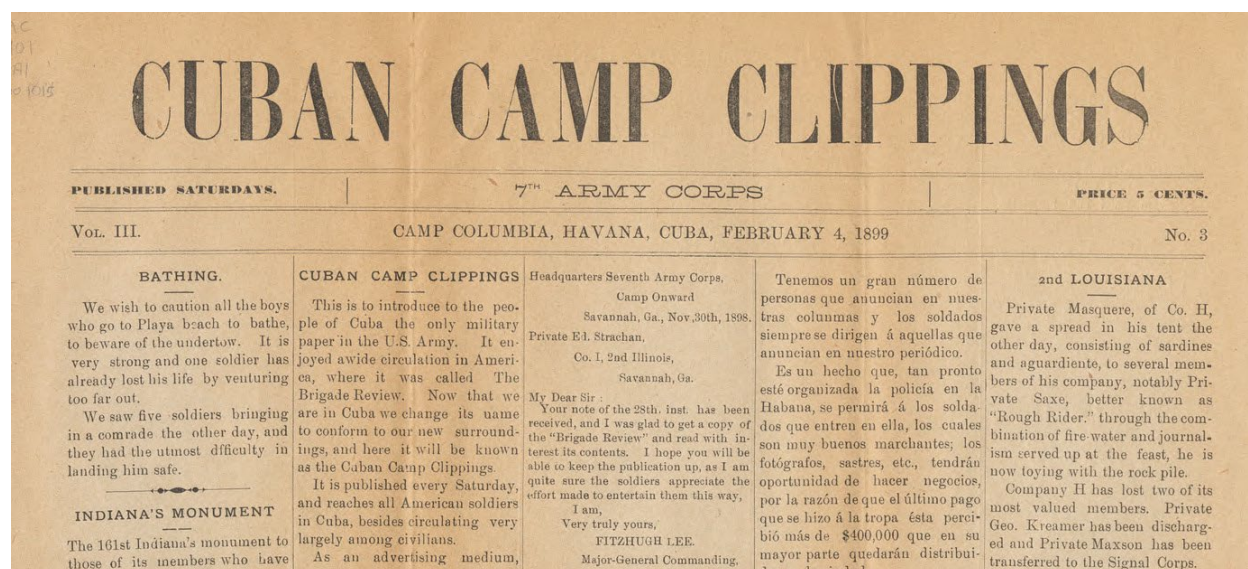 CUBAN CAMP CLIPPINGS
PUBLISHED SATURDAYS.
7TH ARMY CORPS
PRICE 5 CENTS.
VOL. III.
CAMP COLUMBIA, HAVANA, CUBA, FEBRUARY 4, 1899
No. 3
BATHING.
We wish to caution all the boys
who go to Playa beach to bathe,
to beware of the undertow. It is
very strong and one soldier has
already lost his life by venturing
too far out.
We saw five soldiers bringing
in a comrade the other day, and
they had the utmost dfficulty in
landing him safe.
INDIANA'S MONUMENT
The 161st Indiana's monument to
those of its members who have
CUBAN CAMP CLIPPINGS
This is to introduce to the peo-
ple of Cuba the only military
paper in the U.S. Army. It en-
joyed awide circulation in Ameri-
ca, where it was called The
Brigade Review. Now that we
are in Cuba we change its name
to conform to our new surround-
ings, and here it will be known
as the Cuban Camp Clippings.
It is published every Saturday,
and reaches all American soldiers
in Cuba, besides circulating very
largely among civilians.
As an advertising medium,
Headquarters Seventh Army Corps,
Camp Onward
Savannah, Ga., Nov,30th, 1898.
Private Ed. Strachan,
Co. I, 2nd Illinois,
Savannah, Ga.
My Dear Sir :
Your note of the 28th. inst. has been
received, and I was glad to get a copy of
the "Brigade Review" and read with in-
terest its contents. I hope you will be
able to keep the publication up, as I am
quite sure the soldiers appreciate the
effort made to entertain them this way,
I am,
Very truly yours,
FITZHUGH LEE.
Major-General Commanding,
Tenemos un gran número de
personas que anuncian en nues-
tras colunmas y los soldados
siempre se dirigen á aquellas que
anuncian en nuestro periódico.
Es un hecho que, tan pronto
esté organizada la policía en la
Habana, se permirá á los solda-
dos que entren en ella, los cuales
son muy buenos marchantes; los
fotógrafos, sastres, etc., tendrán
oportunidad de hacer negocios,
por la razón de que el último pago
que se hizo á la tropa ésta perci-
bió más de $400,000 que en su
mayor parte quedarán distribui-
2nd LOUISIANA
Private Masquere, of Co. H,
gave a spread in his tent the
other day, consisting of sardines
and aguardiente, to several mem-
bers of his company, notably Pri-
vate Saxe, better known as
"Rough Rider." through the com-
bination of fire-water and journal-
ism served up at the feast, he is
now toying with the rock pile.
Company H has lost two of its
most valued members. Private
Geo. Kreamer has been discharg-
ed and Private Maxson has been
transferred to the Signal Corps.